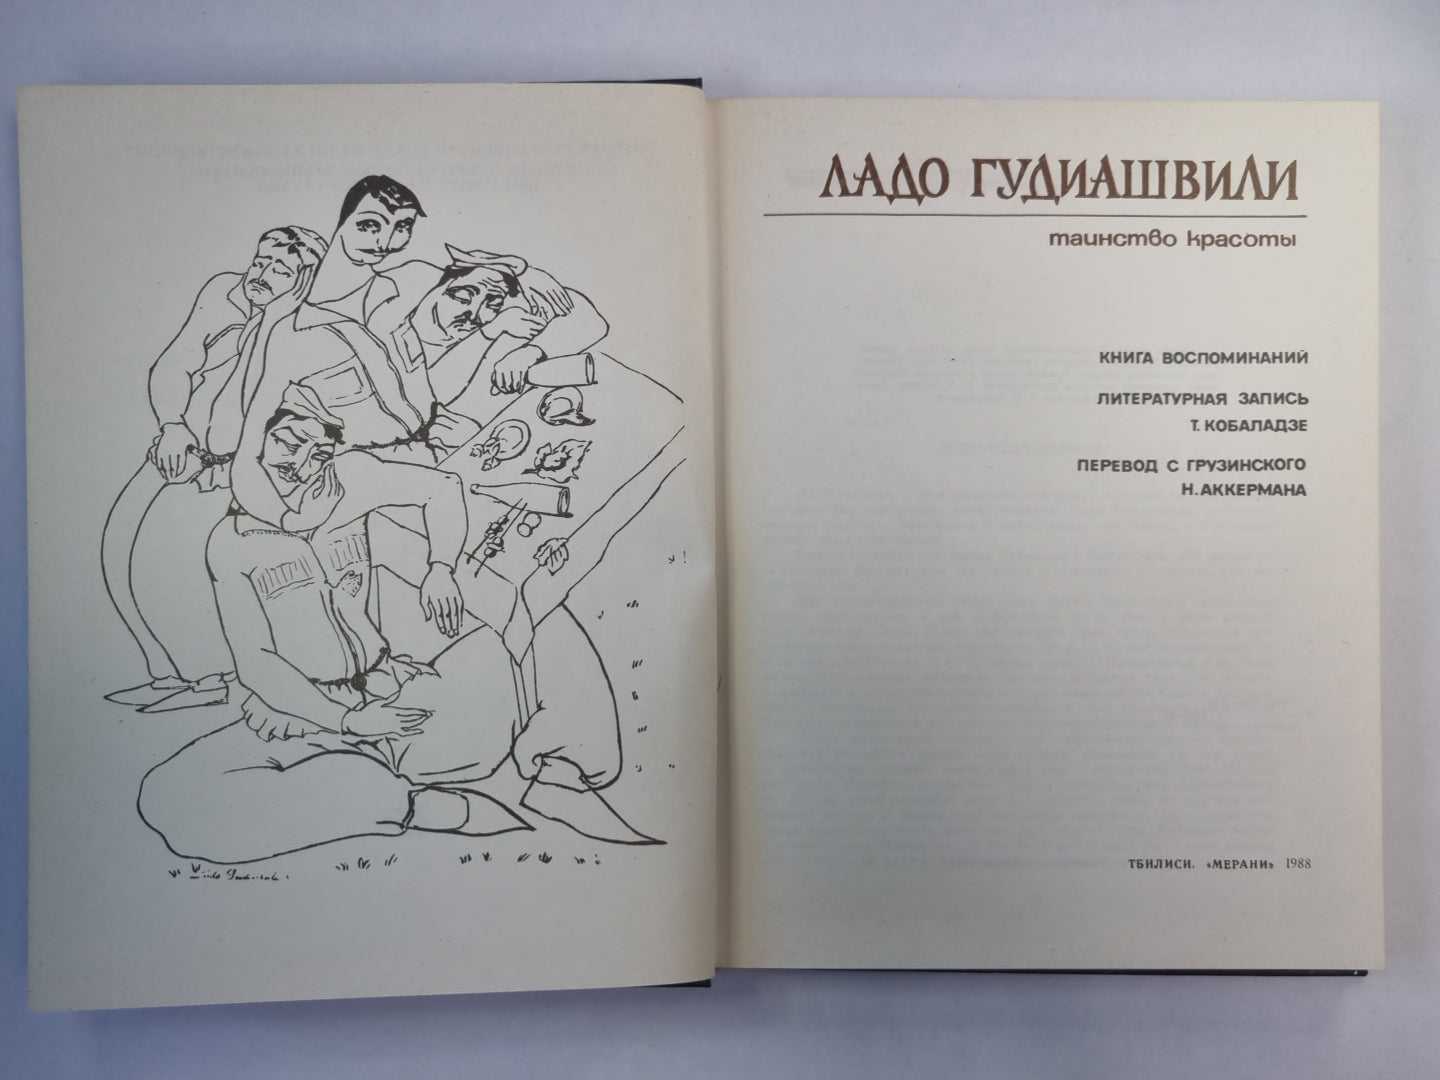 ЛАДО ГУДИАШВИЛИ
таинство красоты
КНИГА ВОСПОМИНАНИЙ
ЛИТЕРАТУРНАЯ ЗАПИСЬ
Т. КОБАЛАДЗЕ
ПЕРЕВОД С ГРУЗИНСКОГО
Н. АККЕРМАНА
ТБИЛИСИ. «МЕРАНИ» 1988